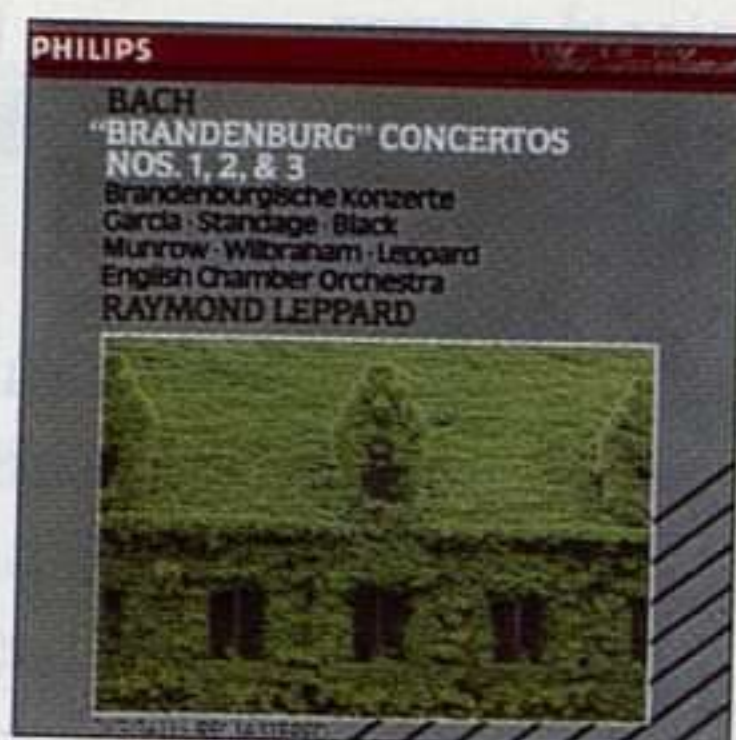 PHILIPS
BACH
"BRANDENBURG" CONCERTOS
NOS. 1, 2, & 3
Brandenburgische Konzerte
Garcia · Standage · Black
Munrow · Wilbraham · Leppard
English Chamber Orchestra
RAYMOND LEPPARD